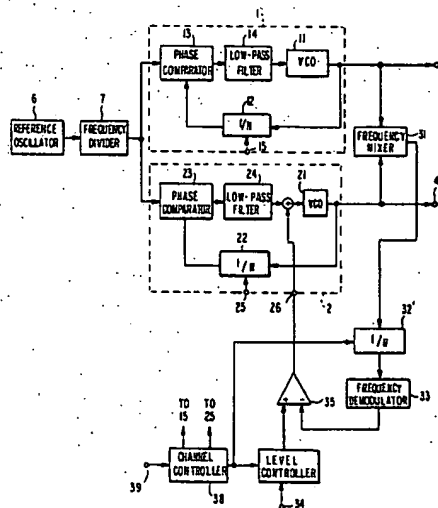 1
13
14
11
PHASE
COMPARATOR
LOW-PASS
FILTER
VCO
6
7
REFERENCE
OSCILLATOR
FREQUENCY
DIVIDER
12
1/N
15
FREQUENCY
MIXER
31
23
24
21
4
PHASE
COMPARATOR
LOW-PASS
FILTER
VCO
22
1/N
25
26
2
32'
1/N
FREQUENCY
DEMODULATOR
33
35
TO
15
TO
25
CHANNEL
CONTROLLER
LEVEL
CONTROLLER
39
38
34